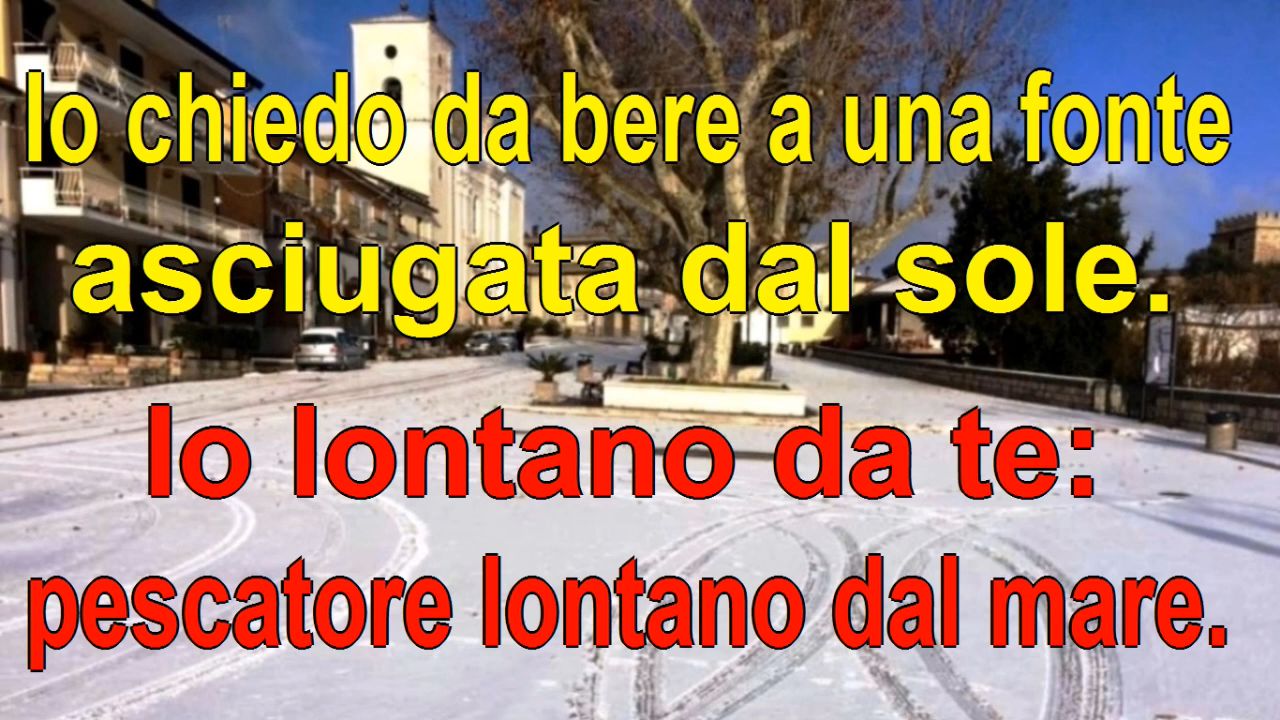 Io chiedo da bere a una fonte
asciugata dal sole.
Io lontano da te:
pescatore lontano dal mare.